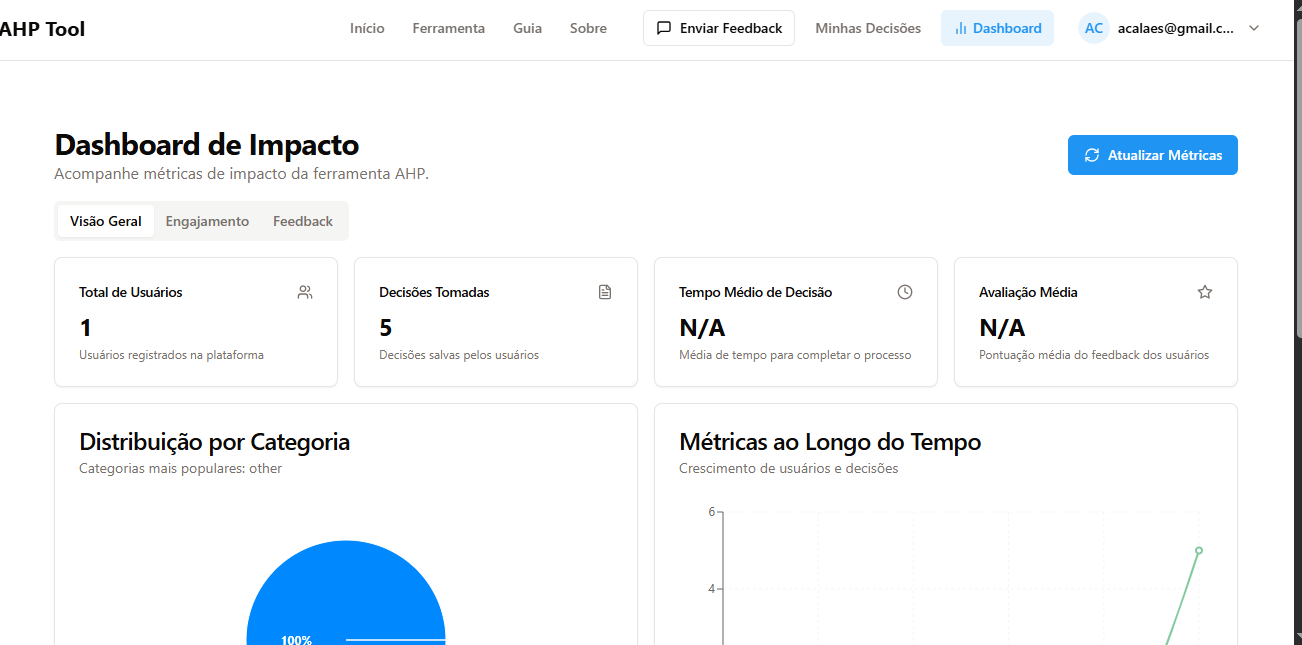 AHP Tool
Início Ferramenta Guia Sobre Enviar Feedback Minhas Decisões Dashboard AC acalaes@gmail.c...
Dashboard de Impacto
Acompanhe métricas de impacto da ferramenta AHP.
Atualizar Métricas
Visão Geral Engajamento Feedback
Total de Usuários
1
Usuários registrados na plataforma
Decisões Tomadas
5
Decisões salvas pelos usuários
Tempo Médio de Decisão
N/A
Média de tempo para completar o processo
Avaliação Média
N/A
Pontuação média do feedback dos usuários
Distribuição por Categoria
Categorias mais populares: other
100%
Métricas ao Longo do Tempo
Crescimento de usuários e decisões
6
4